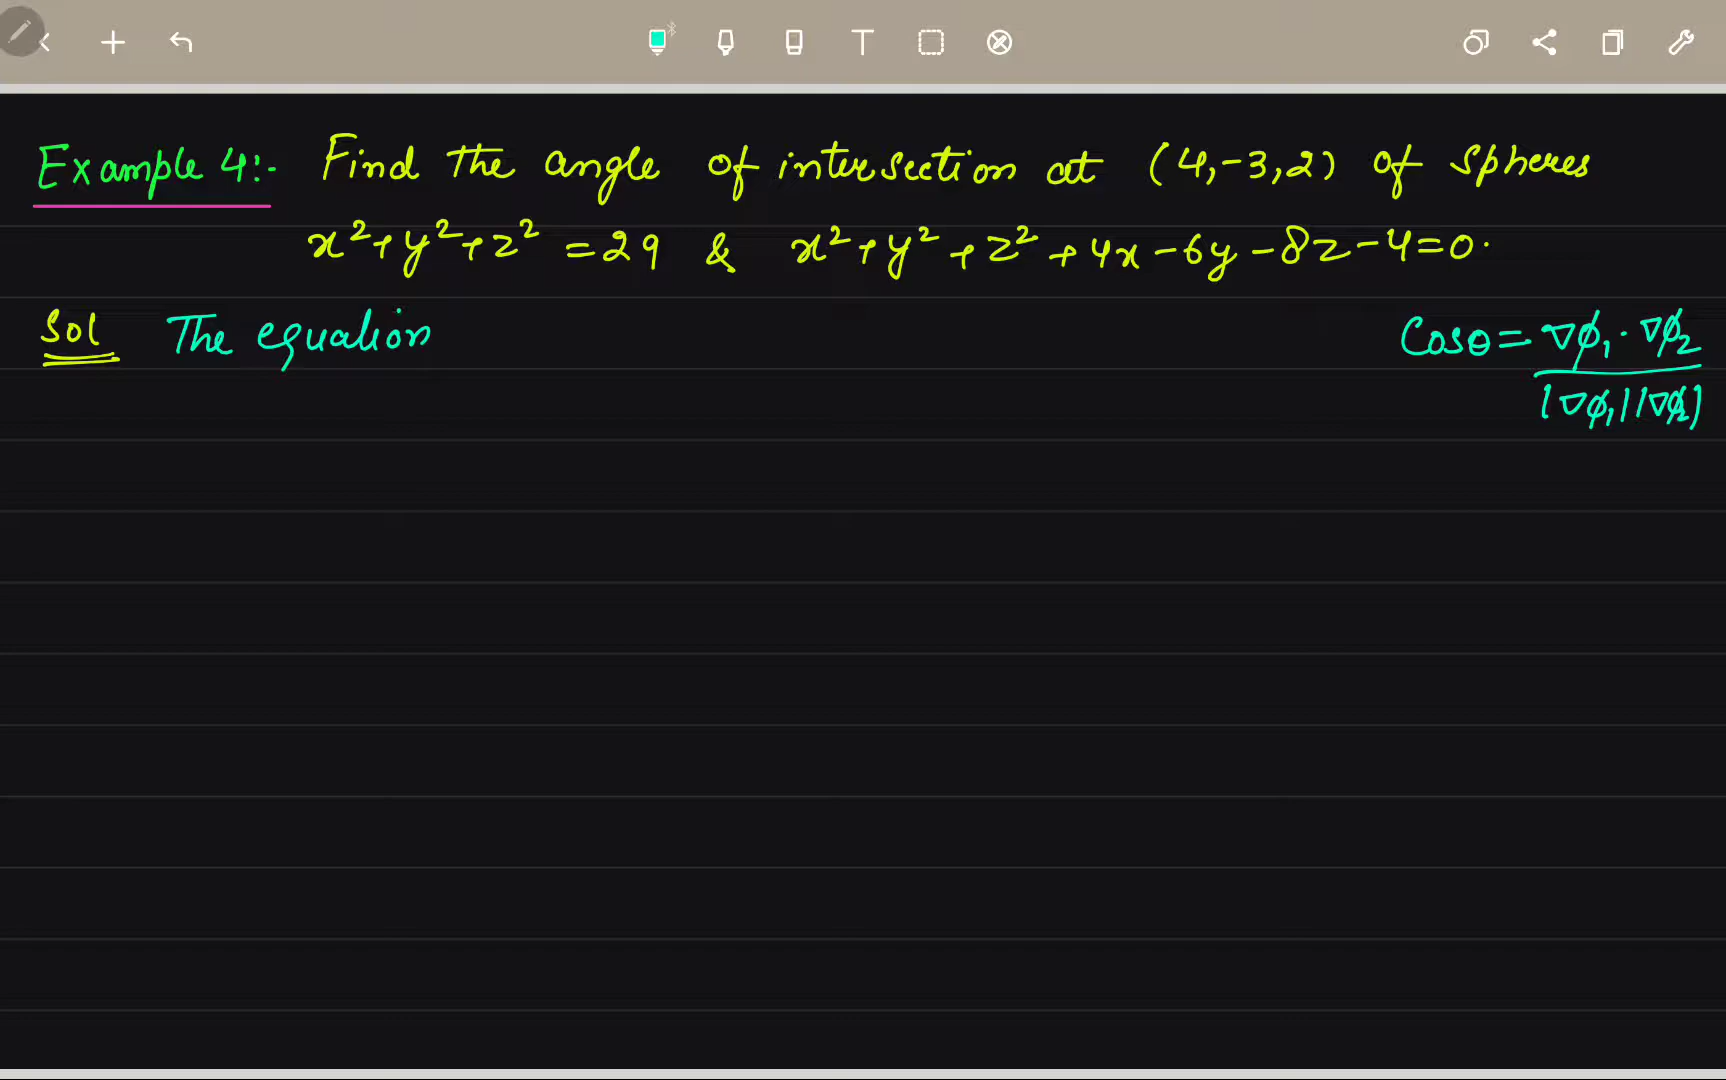 Example 4:- Find the angle of intersection at (4,-3,2) of spheres
x²+y²+z² = 29 & x²+y²+z²+4x-6y-8z-4=0.
Sol The equation
Cosθ = ∇ϕ₁·∇ϕ₂
|∇ϕ₁||∇ϕ₂|